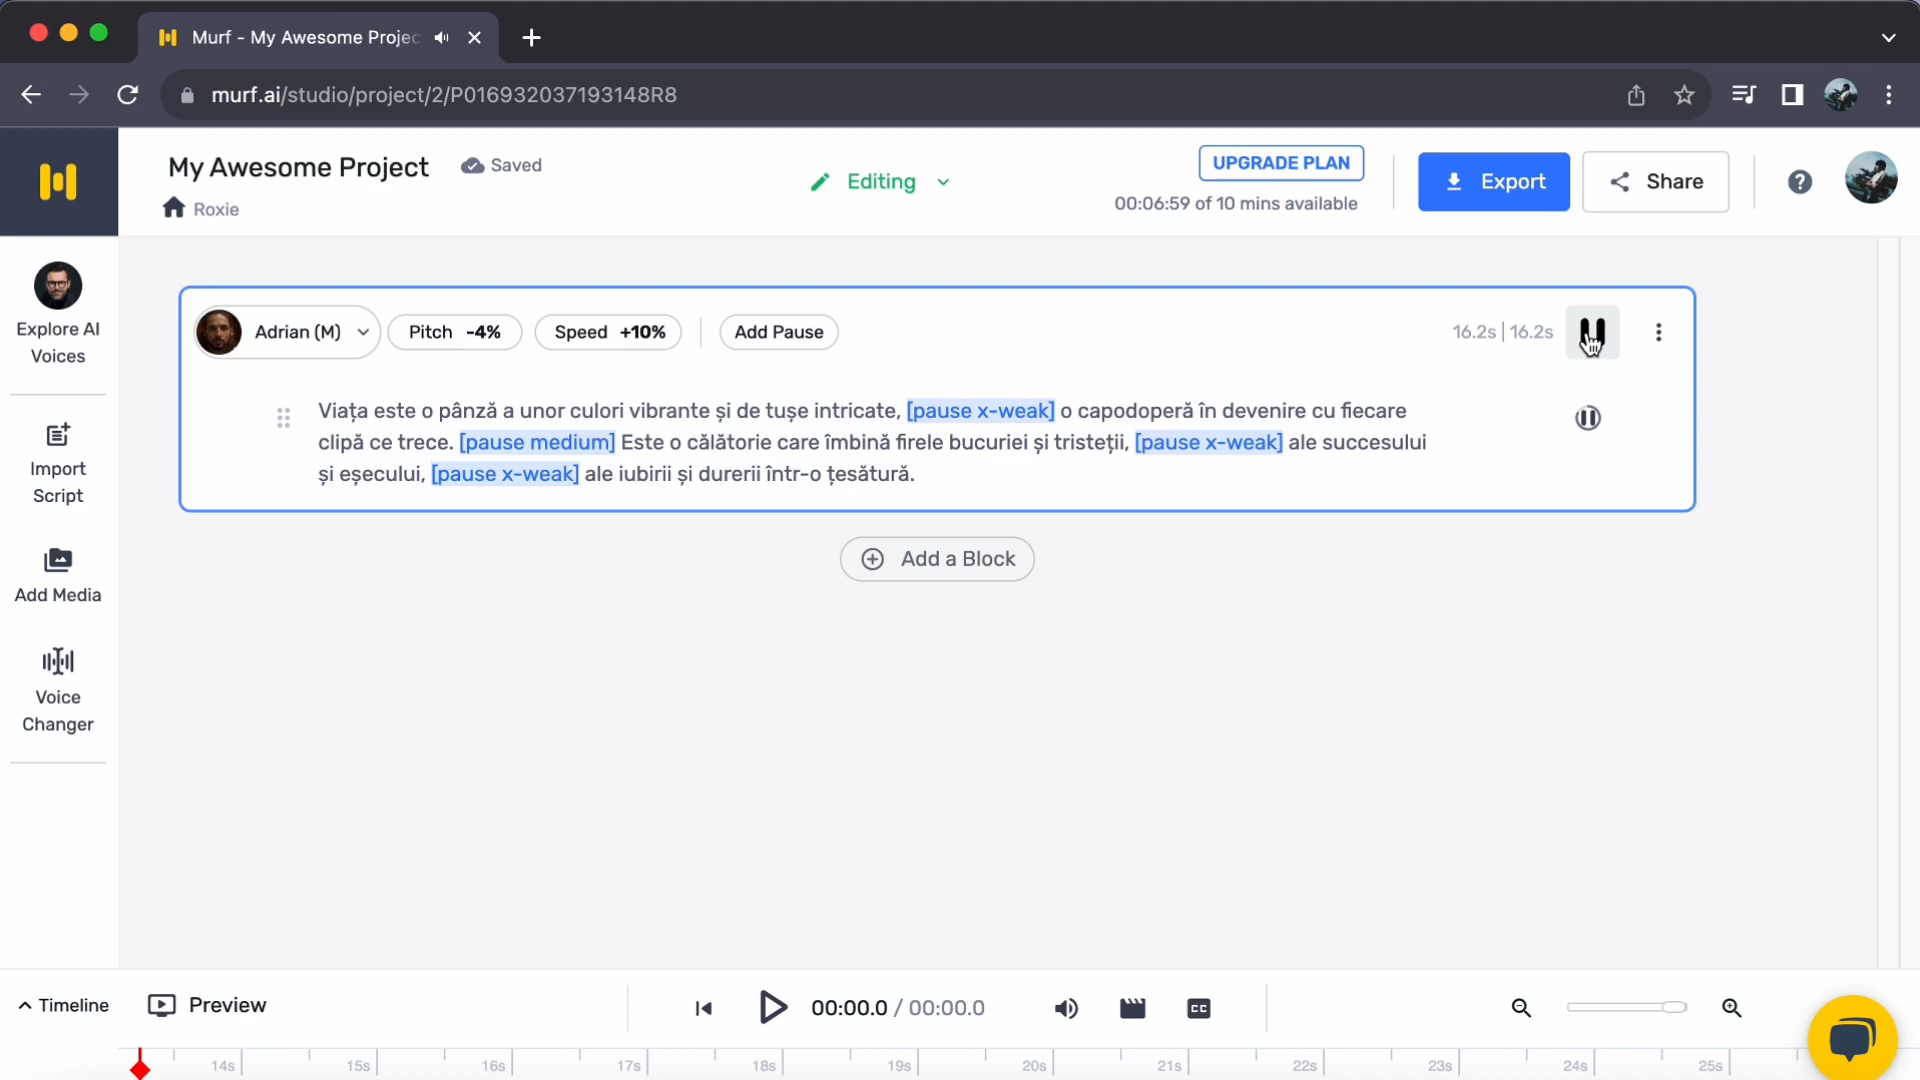 Murf - My Awesome Projec
murf.ai/studio/project/2/P016932037193148R8
My Awesome Project
Saved
Roxie
Editing
UPGRADE PLAN
00:06:59 of 10 mins available
Export
Share
Explore AI
Voices
Import
Script
Add Media
Voice
Changer
Adrian (M)
Pitch -4%
Speed +10%
Add Pause
16.2s | 16.2s
Viața este o pânză a unor culori vibrante și de tușe intricate, [pause x-weak] o capodoperă în devenire cu fiecare
clipă ce trece. [pause medium] Este o călătorie care îmbină firele bucuriei și tristeții, [pause x-weak] ale succesului
și eșecului, [pause x-weak] ale iubirii și durerii într-o țesătură.
Add a Block
Timeline
Preview
00:00.0 / 00:00.0
CC
14s 15s 16s 17s 18s 19s 20s 21s 22s 23s 24s 25s